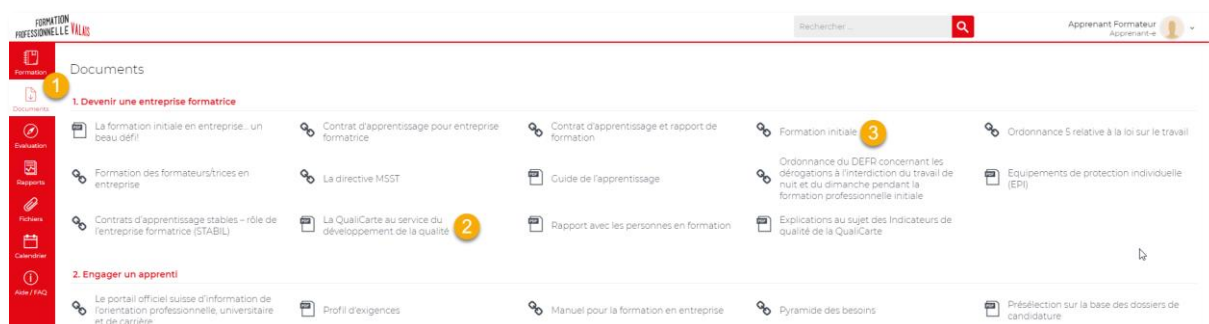 FORMATION
PROFESSIONNELLE VALAIS
Rechercher ...
Apprenant Formateur
Apprenant-e
Formation
Documents
Evaluation
Rapports
Fichiers
Calendrier
Aide / FAQ
1
Documents
1. Devenir une entreprise formatrice
La formation initiale en entreprise... un
beau défi!
Contrat d'apprentissage pour entreprise
formatrice
Contrat d'apprentissage et rapport de
formation
Formation initiale
3
Ordonnance 5 relative à la loi sur le travail
Formation des formateurs/trices en
entreprise
La directive MSST
Guide de l'apprentissage
Ordonnance du DEFR concernant les
dérogations à l'interdiction du travail de
nuit et du dimanche pendant la
formation professionnelle initiale
Equipements de protection individuelle
(EPI)
Contrats d'apprentissage stables – rôle de
l'entreprise formatrice (STABIL)
La QualiCarte au service du
développement de la qualité
2
Rapport avec les personnes en formation
Explications au sujet des Indicateurs de
qualité de la QualiCarte
2. Engager un apprenti
Le portail officiel suisse d'information de
l'orientation professionnelle, universitaire
et de carrière
Profil d'exigences
Manuel pour la formation en entreprise
Pyramide des besoins
Présélection sur la base des dossiers de
candidature